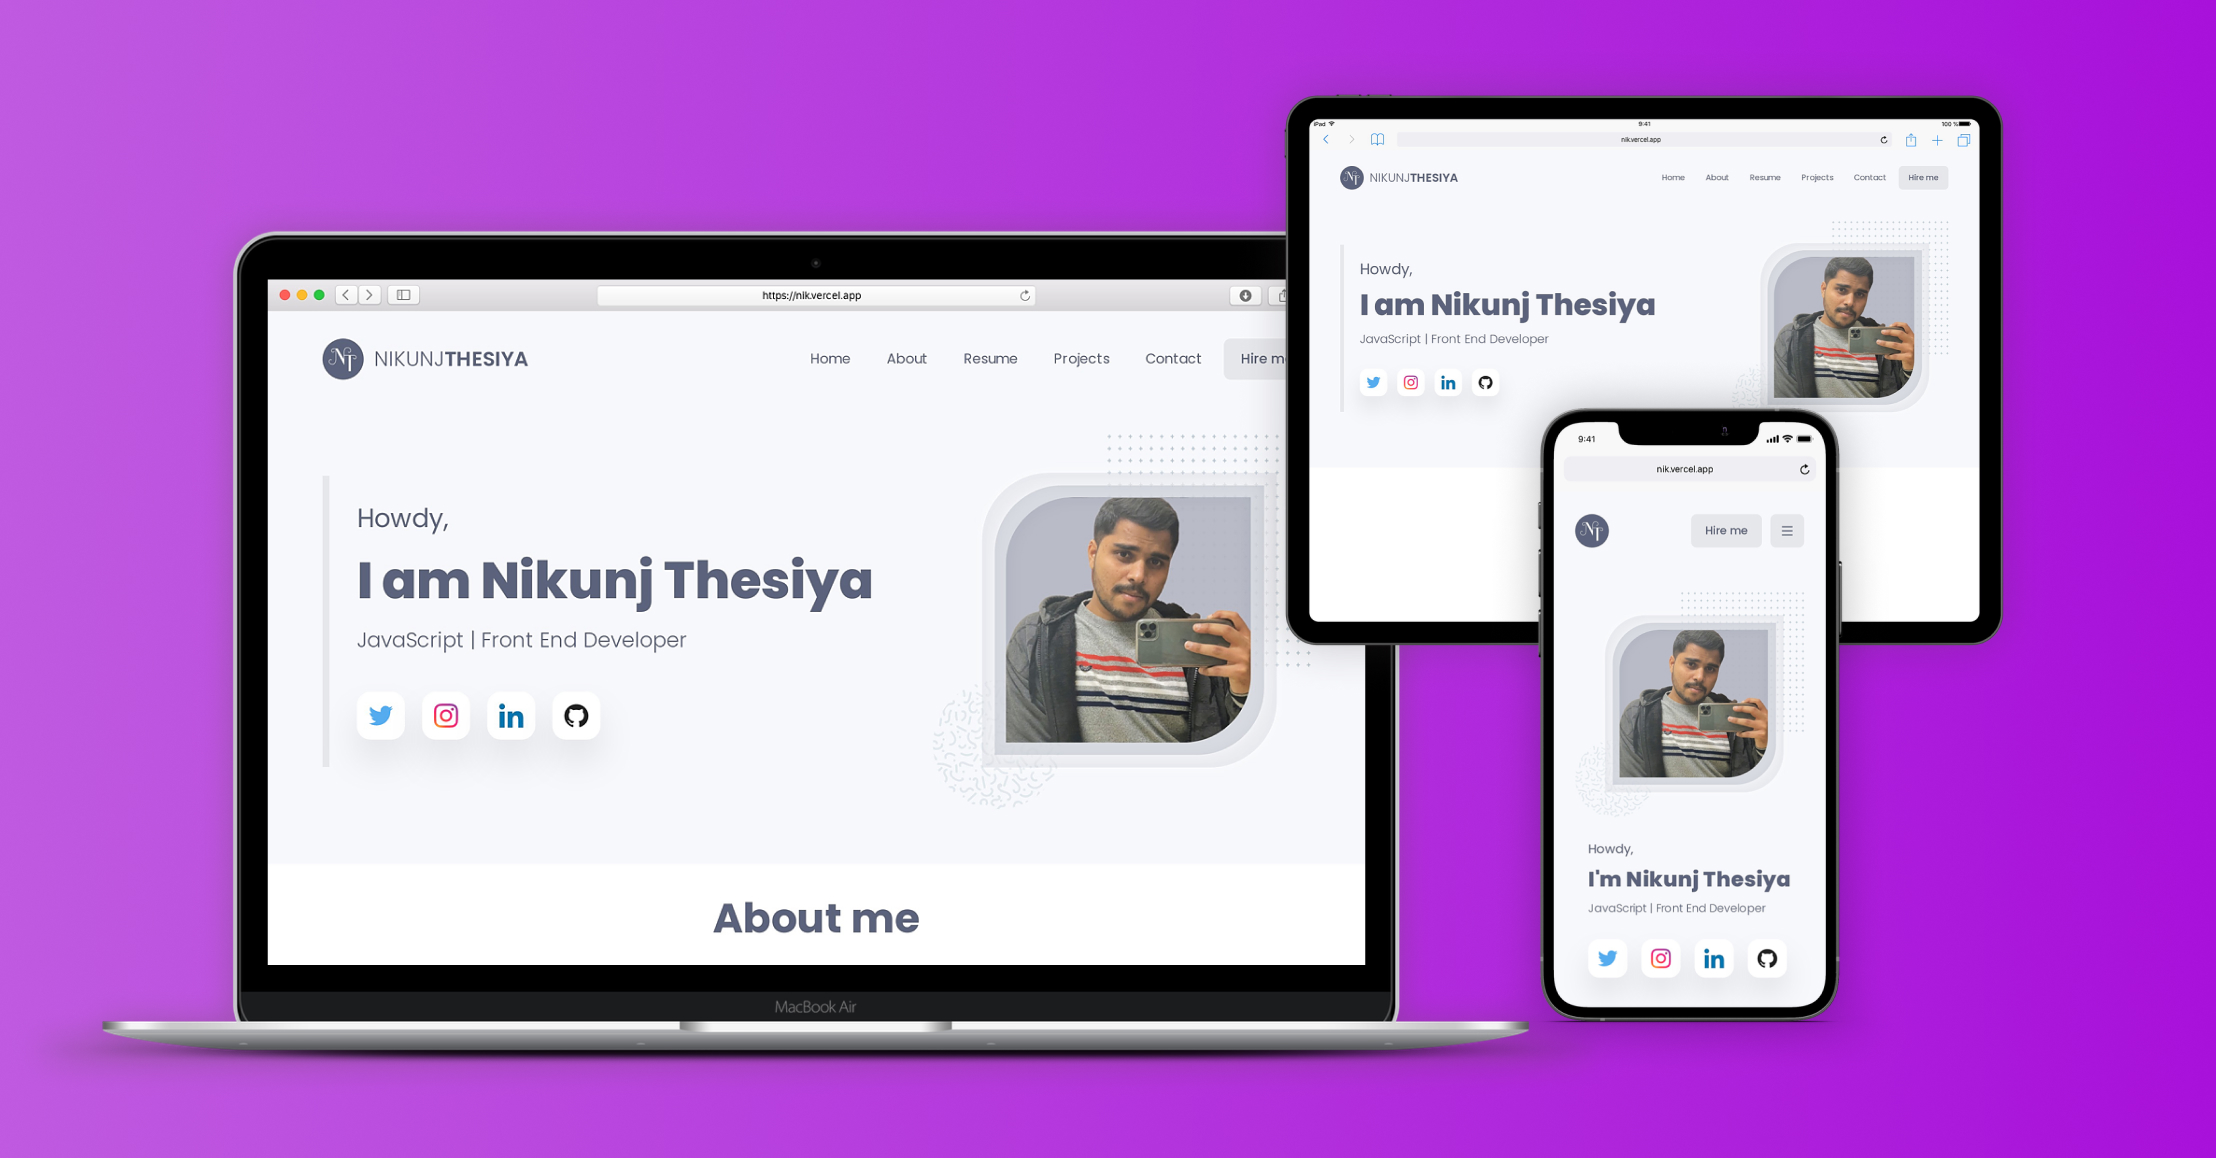 https://nik.vercel.app
NT NIKUNJTHESIYA
Home About Resume Projects Contact Hire me
Howdy,
I am Nikunj Thesiya
JavaScript | Front End Developer
in
About me
MacBook Air
iPad 9:41 100 %
nik.vercel.app
NT NIKUNJTHESIYA
Home About Resume Projects Contact Hire me
Howdy,
I am Nikunj Thesiya
JavaScript | Front End Developer
in
9:41
nik.vercel.app
NT Hire me
Howdy,
I'm Nikunj Thesiya
JavaScript | Front End Developer
in